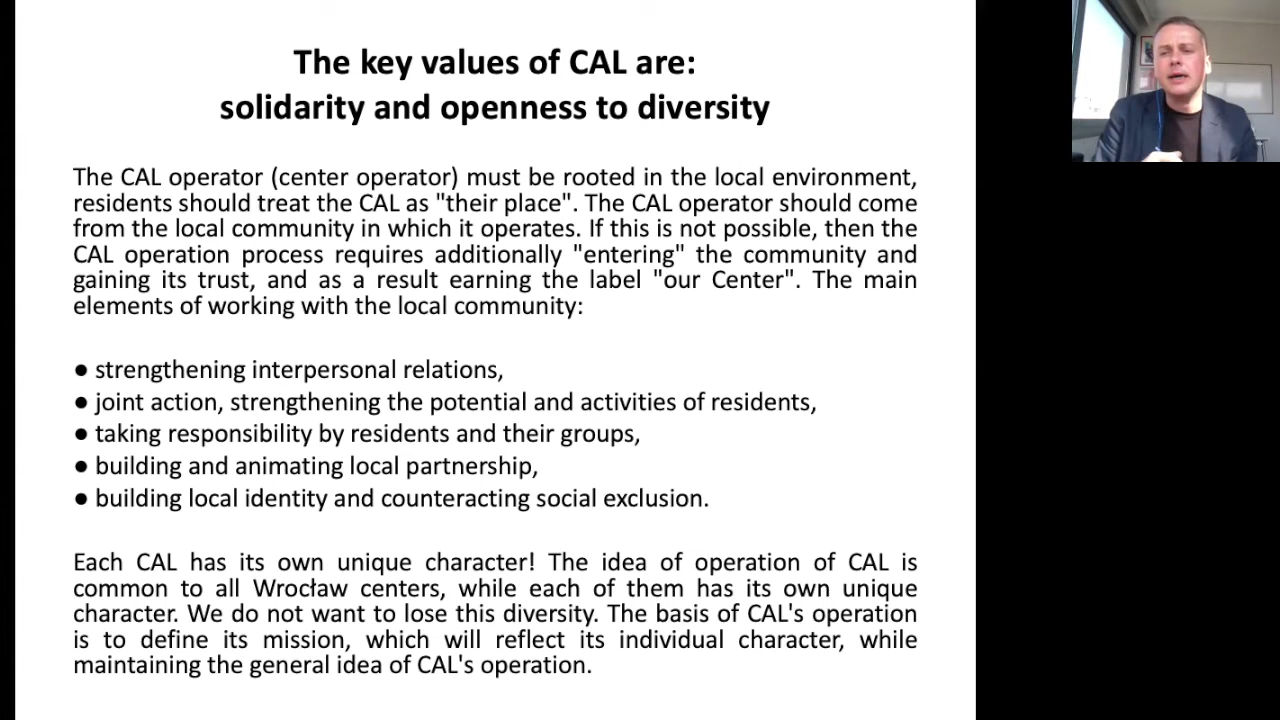 The key values of CAL are:
solidarity and openness to diversity
The CAL operator (center operator) must be rooted in the local environment,
residents should treat the CAL as "their place". The CAL operator should come
from the local community in which it operates. If this is not possible, then the
CAL operation process requires additionally "entering" the community and
gaining its trust, and as a result earning the label "our Center". The main
elements of working with the local community:
● strengthening interpersonal relations,
● joint action, strengthening the potential and activities of residents,
● taking responsibility by residents and their groups,
● building and animating local partnership,
● building local identity and counteracting social exclusion.
Each CAL has its own unique character! The idea of operation of CAL is
common to all Wrocław centers, while each of them has its own unique
character. We do not want to lose this diversity. The basis of CAL's operation
is to define its mission, which will reflect its individual character, while
maintaining the general idea of CAL's operation.